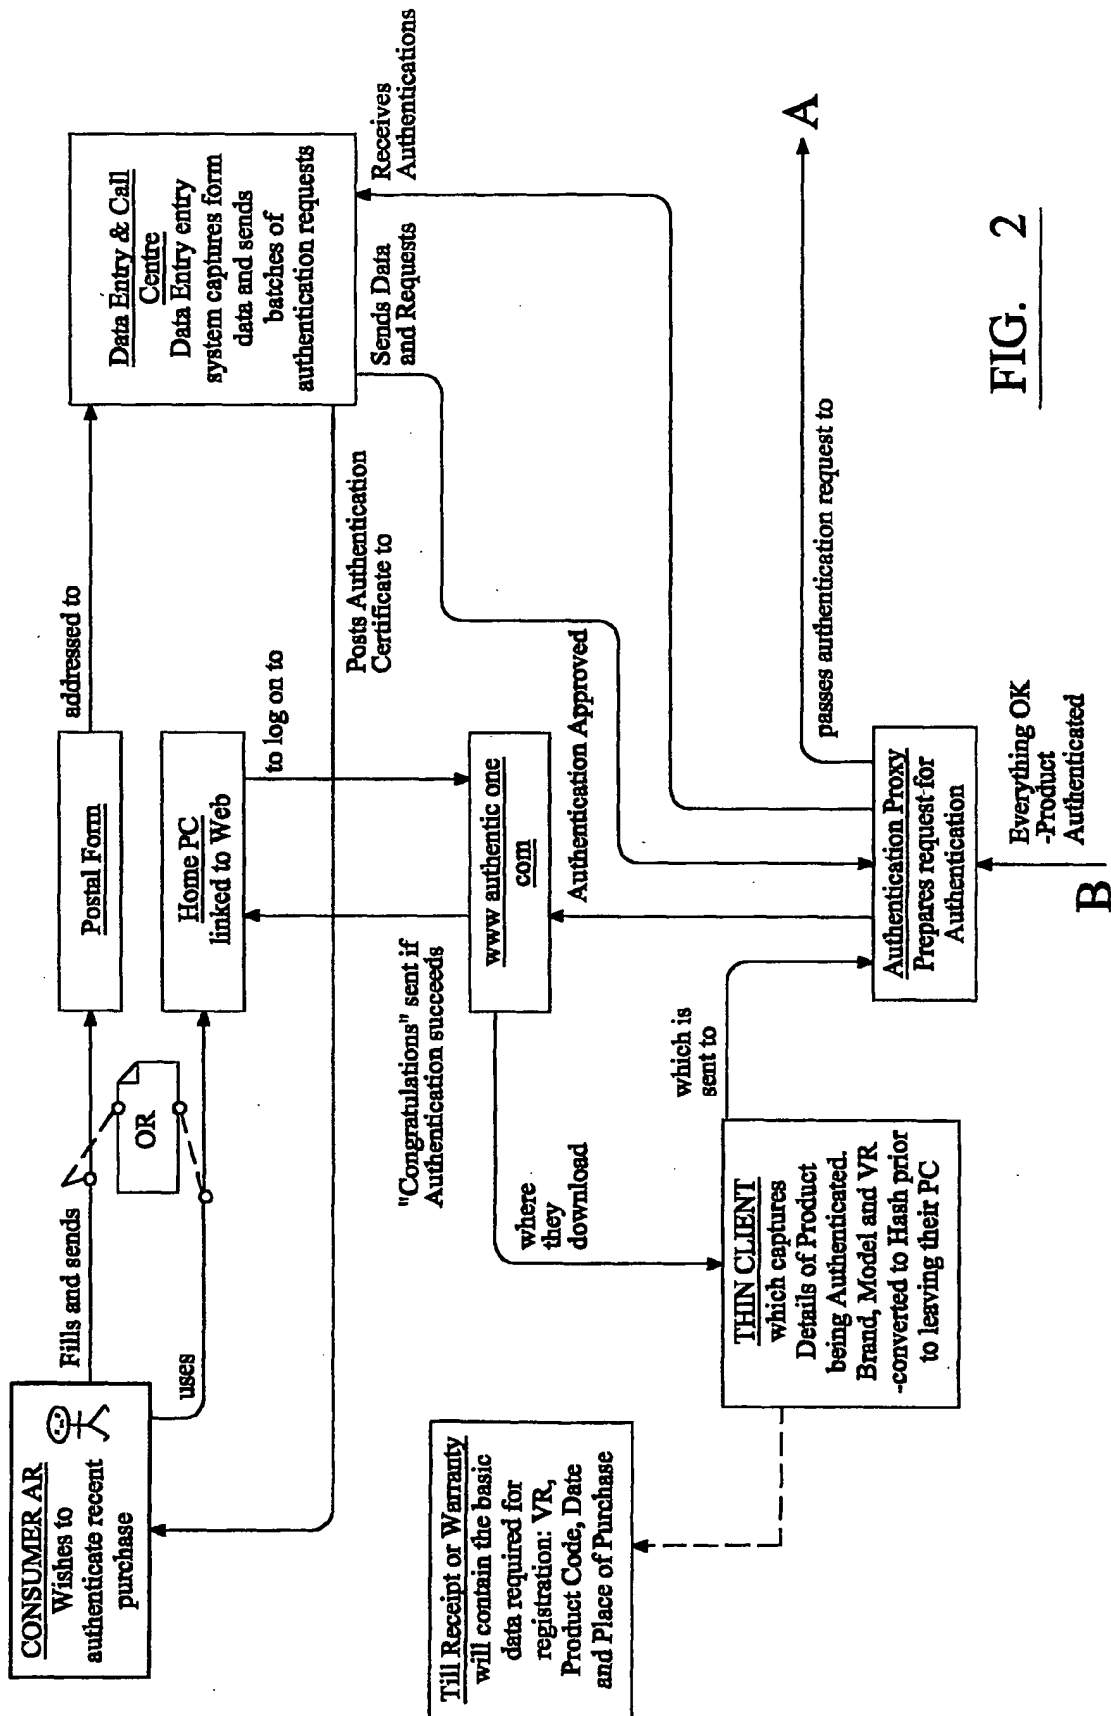 CONSUMER AR
Wishes to
authenticate recent
purchase
Fills and sends
uses
OR
Postal Form
addressed to
Home PC
linked to Web
to log on to
Data Entry & Call
Centre
Data Entry entry
system captures form
data and sends
batches of
authentication requests
Posts Authentication
Certificate to
Sends Data
and Requests
Receives
Authentications
"Congratulations" sent if
Authentication succeeds
www authentic one
com
Authentication Approved
where
they
download
Till Receipt or Warranty
will contain the basic
data required for
registration: VR,
Product Code, Date
and Place of Purchase
THIN CLIENT
which captures
Details of Product
being Authenticated.
Brand, Model and VR
-converted to Hash prior
to leaving their PC
which is
sent to
Authentication Proxy
Prepares request-for
Authentication
passes authentication request to
A
Everything OK
-Product
Authenticated
B
FIG. 2